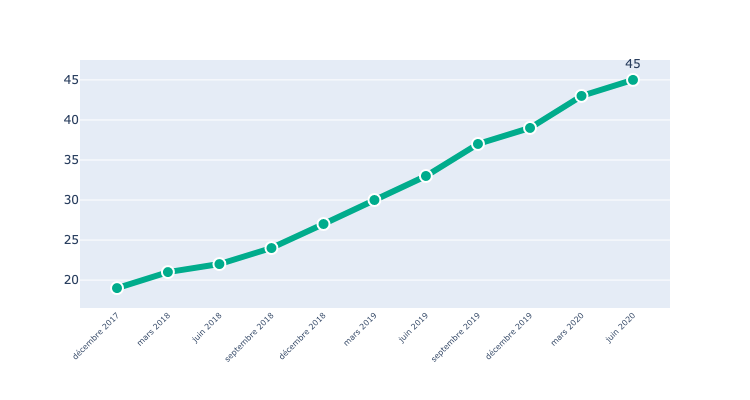 45
45
40
35
30
25
20
décembre 2017
mars 2018
juin 2018
septembre 2018
décembre 2018
mars 2019
juin 2019
septembre 2019
décembre 2019
mars 2020
juin 2020